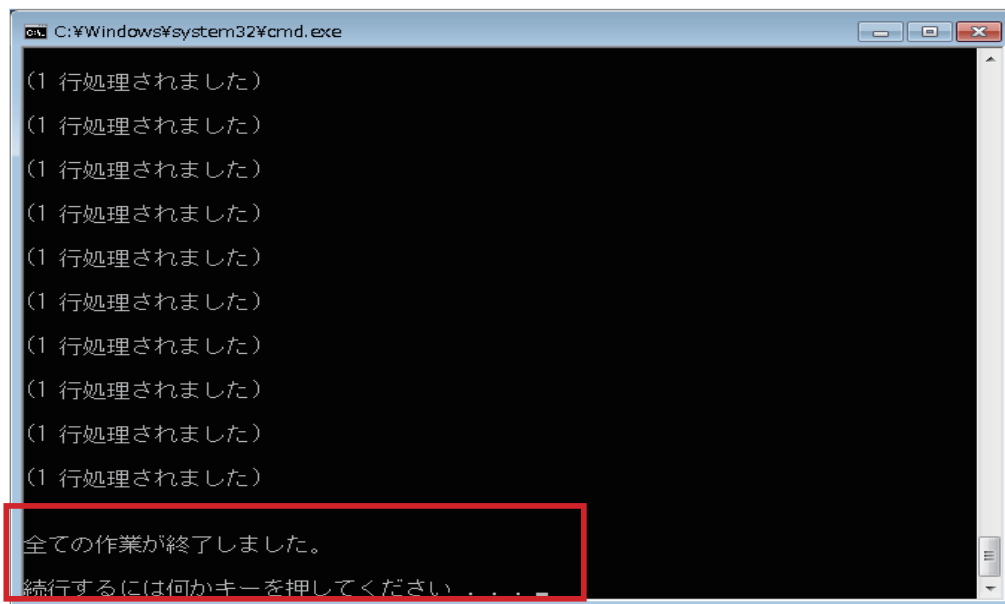 C:¥Windows¥system32¥cmd.exe
(1 行処理されました)
(1 行処理されました)
(1 行処理されました)
(1 行処理されました)
(1 行処理されました)
(1 行処理されました)
(1 行処理されました)
(1 行処理されました)
(1 行処理されました)
(1 行処理されました)
全ての作業が終了しました。
続行するには何かキーを押してください . . . _